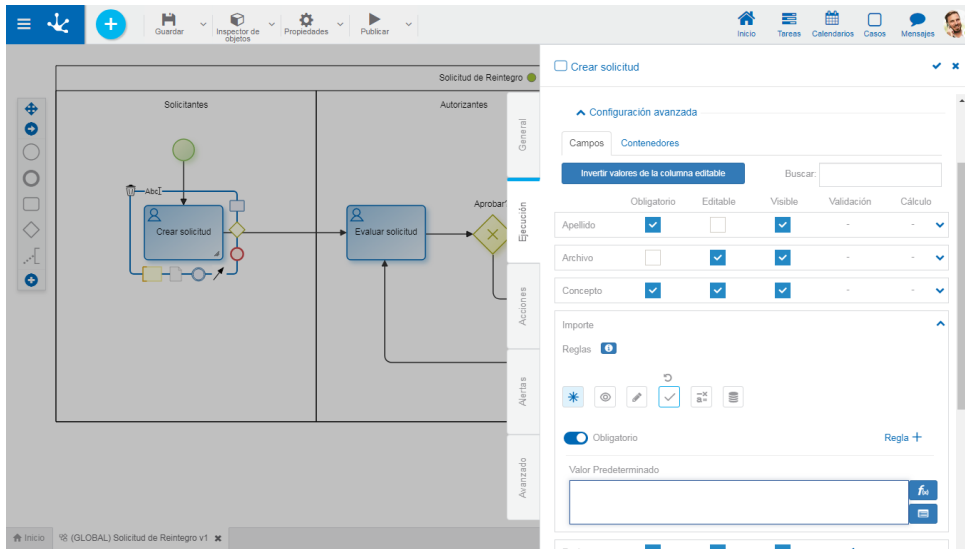 Guardar
Inspector de
objetos
Propiedades
Publicar
Inicio
Tareas
Calendarios
Casos
Mensajes
Solicitud de Reintegro
Solicitantes
Autorizantes
Abc
Crear solicitud
Evaluar solicitud
Aprobar?
General
Ejecución
Acciones
Alertas
Avanzado
Crear solicitud
Configuración avanzada
Campos
Contenedores
Invertir valores de la columna editable
Buscar:
Obligatorio Editable Visible Validación Cálculo
Apellido - -
Archivo - -
Concepto - -
Importe
Reglas
Obligatorio
Regla +
Valor Predeterminado
f(x)
Inicio
(GLOBAL) Solicitud de Reintegro v1